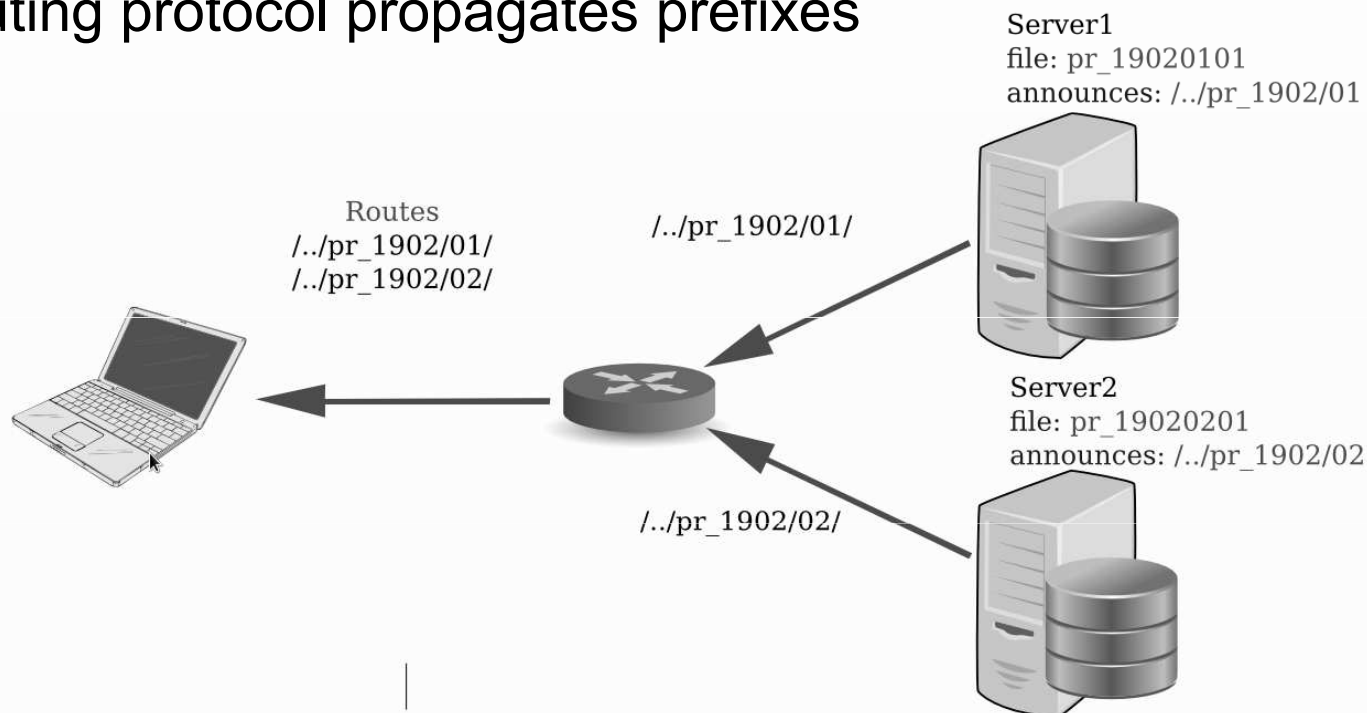 protocol propagates prefixes
Server1
file: pr_19020101
announces: /../pr_1902/01
Routes
/../pr_1902/01/
/../pr_1902/02/
/../pr_1902/01/
Server2
file: pr_19020201
announces: /../pr_1902/02
/../pr_1902/02/